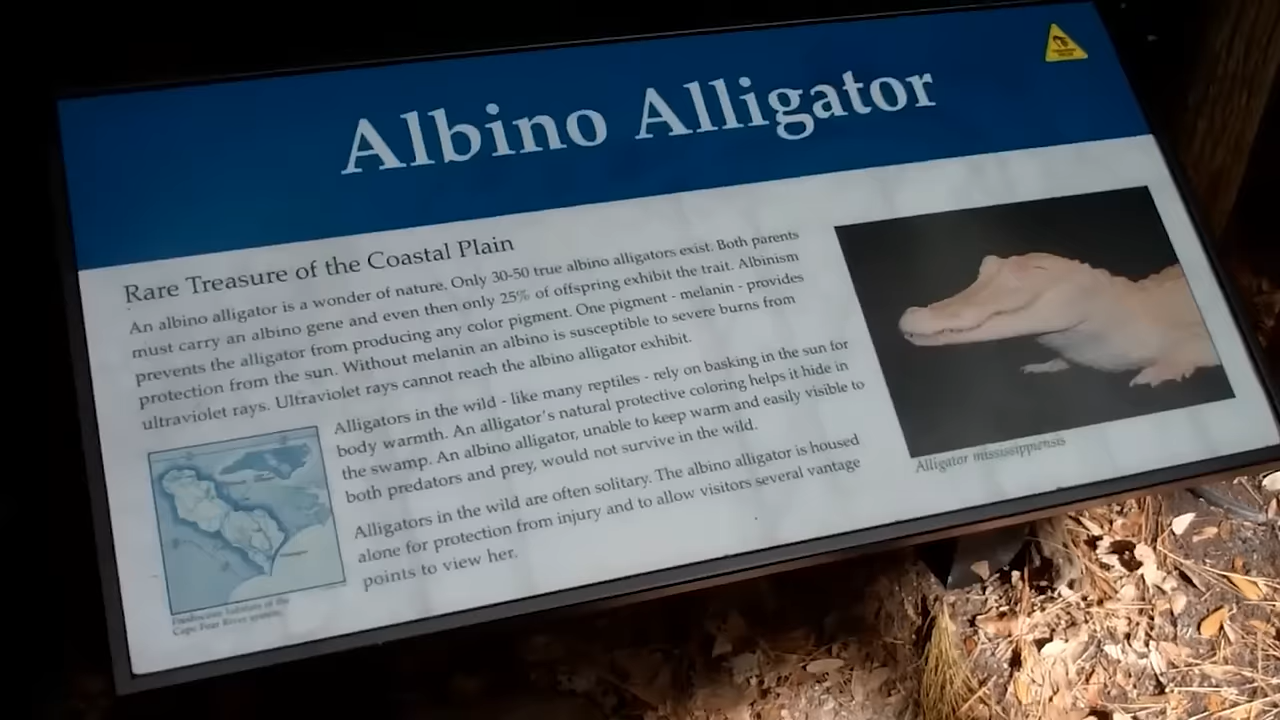 Albino Alligator
Rare Treasure of the Coastal Plain
An albino alligator is a wonder of nature. Only 30-50 true albino alligators exist. Both parents
must carry an albino gene and even then only 25% of offspring exhibit the trait. Albinism
prevents the alligator from producing any color pigment. One pigment - melanin - provides
protection from the sun. Without melanin an albino is susceptible to severe burns from
ultraviolet rays. Ultraviolet rays cannot reach the albino alligator exhibit.
Alligators in the wild - like many reptiles - rely on basking in the sun for
body warmth. An alligator's natural protective coloring helps it hide in
the swamp. An albino alligator, unable to keep warm and easily visible to
both predators and prey, would not survive in the wild.
Alligators in the wild are often solitary. The albino alligator is housed
alone for protection from injury and to allow visitors several vantage
points to view her.
Alligator mississippiensis
Freshwater habitats of the
Cape Fear River system